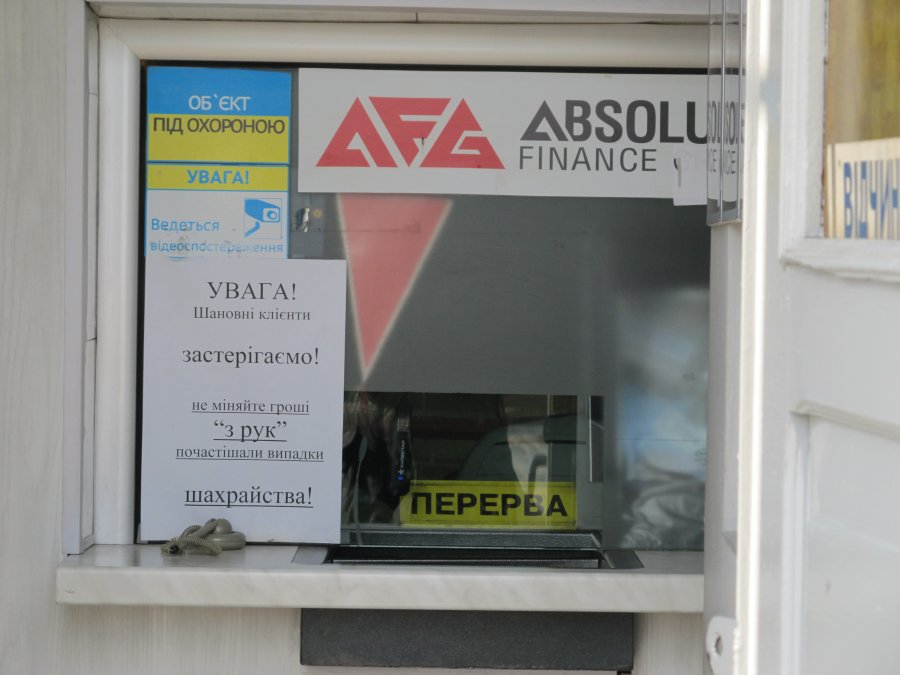 ОБ`ЄКТ
ПІД ОХОРОНОЮ
УВАГА!
Ведеться
відеоспостереження
AFG
ABSOLU
FINANCE
УВАГА!
Шановні клієнти
застерігаємо!
не міняйте гроші
“з рук”
почастішали випадки
шахрайства!
ПЕРЕРВА
ВІДЧИН